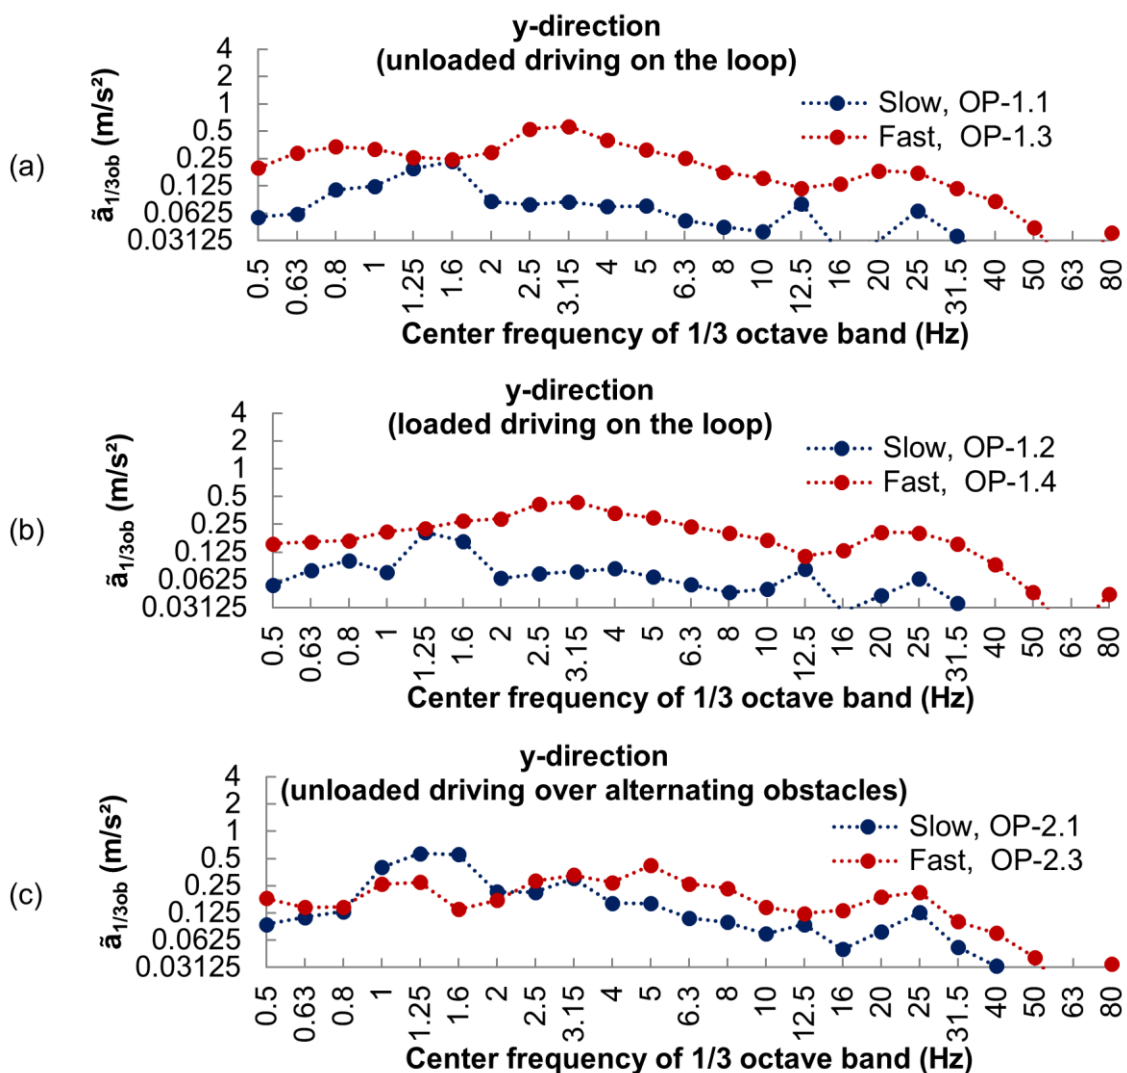 y-direction
(unloaded driving on the loop)
(a)
ã1/3ob (m/s²)
4
2
1
0.5
0.25
0.125
0.0625
0.03125
Slow, OP-1.1
Fast, OP-1.3
0.5 0.63 0.8 1 1.25 1.6 2 2.5 3.15 4 5 6.3 8 10 12.5 16 20 25 31.5 40 50 63 80
Center frequency of 1/3 octave band (Hz)
y-direction
(loaded driving on the loop)
(b)
ã1/3ob (m/s²)
4
2
1
0.5
0.25
0.125
0.0625
0.03125
Slow, OP-1.2
Fast, OP-1.4
0.5 0.63 0.8 1 1.25 1.6 2 2.5 3.15 4 5 6.3 8 10 12.5 16 20 25 31.5 40 50 63 80
Center frequency of 1/3 octave band (Hz)
y-direction
(unloaded driving over alternating obstacles)
(c)
ã1/3ob (m/s²)
4
2
1
0.5
0.25
0.125
0.0625
0.03125
Slow, OP-2.1
Fast, OP-2.3
0.5 0.63 0.8 1 1.25 1.6 2 2.5 3.15 4 5 6.3 8 10 12.5 16 20 25 31.5 40 50 63 80
Center frequency of 1/3 octave band (Hz)